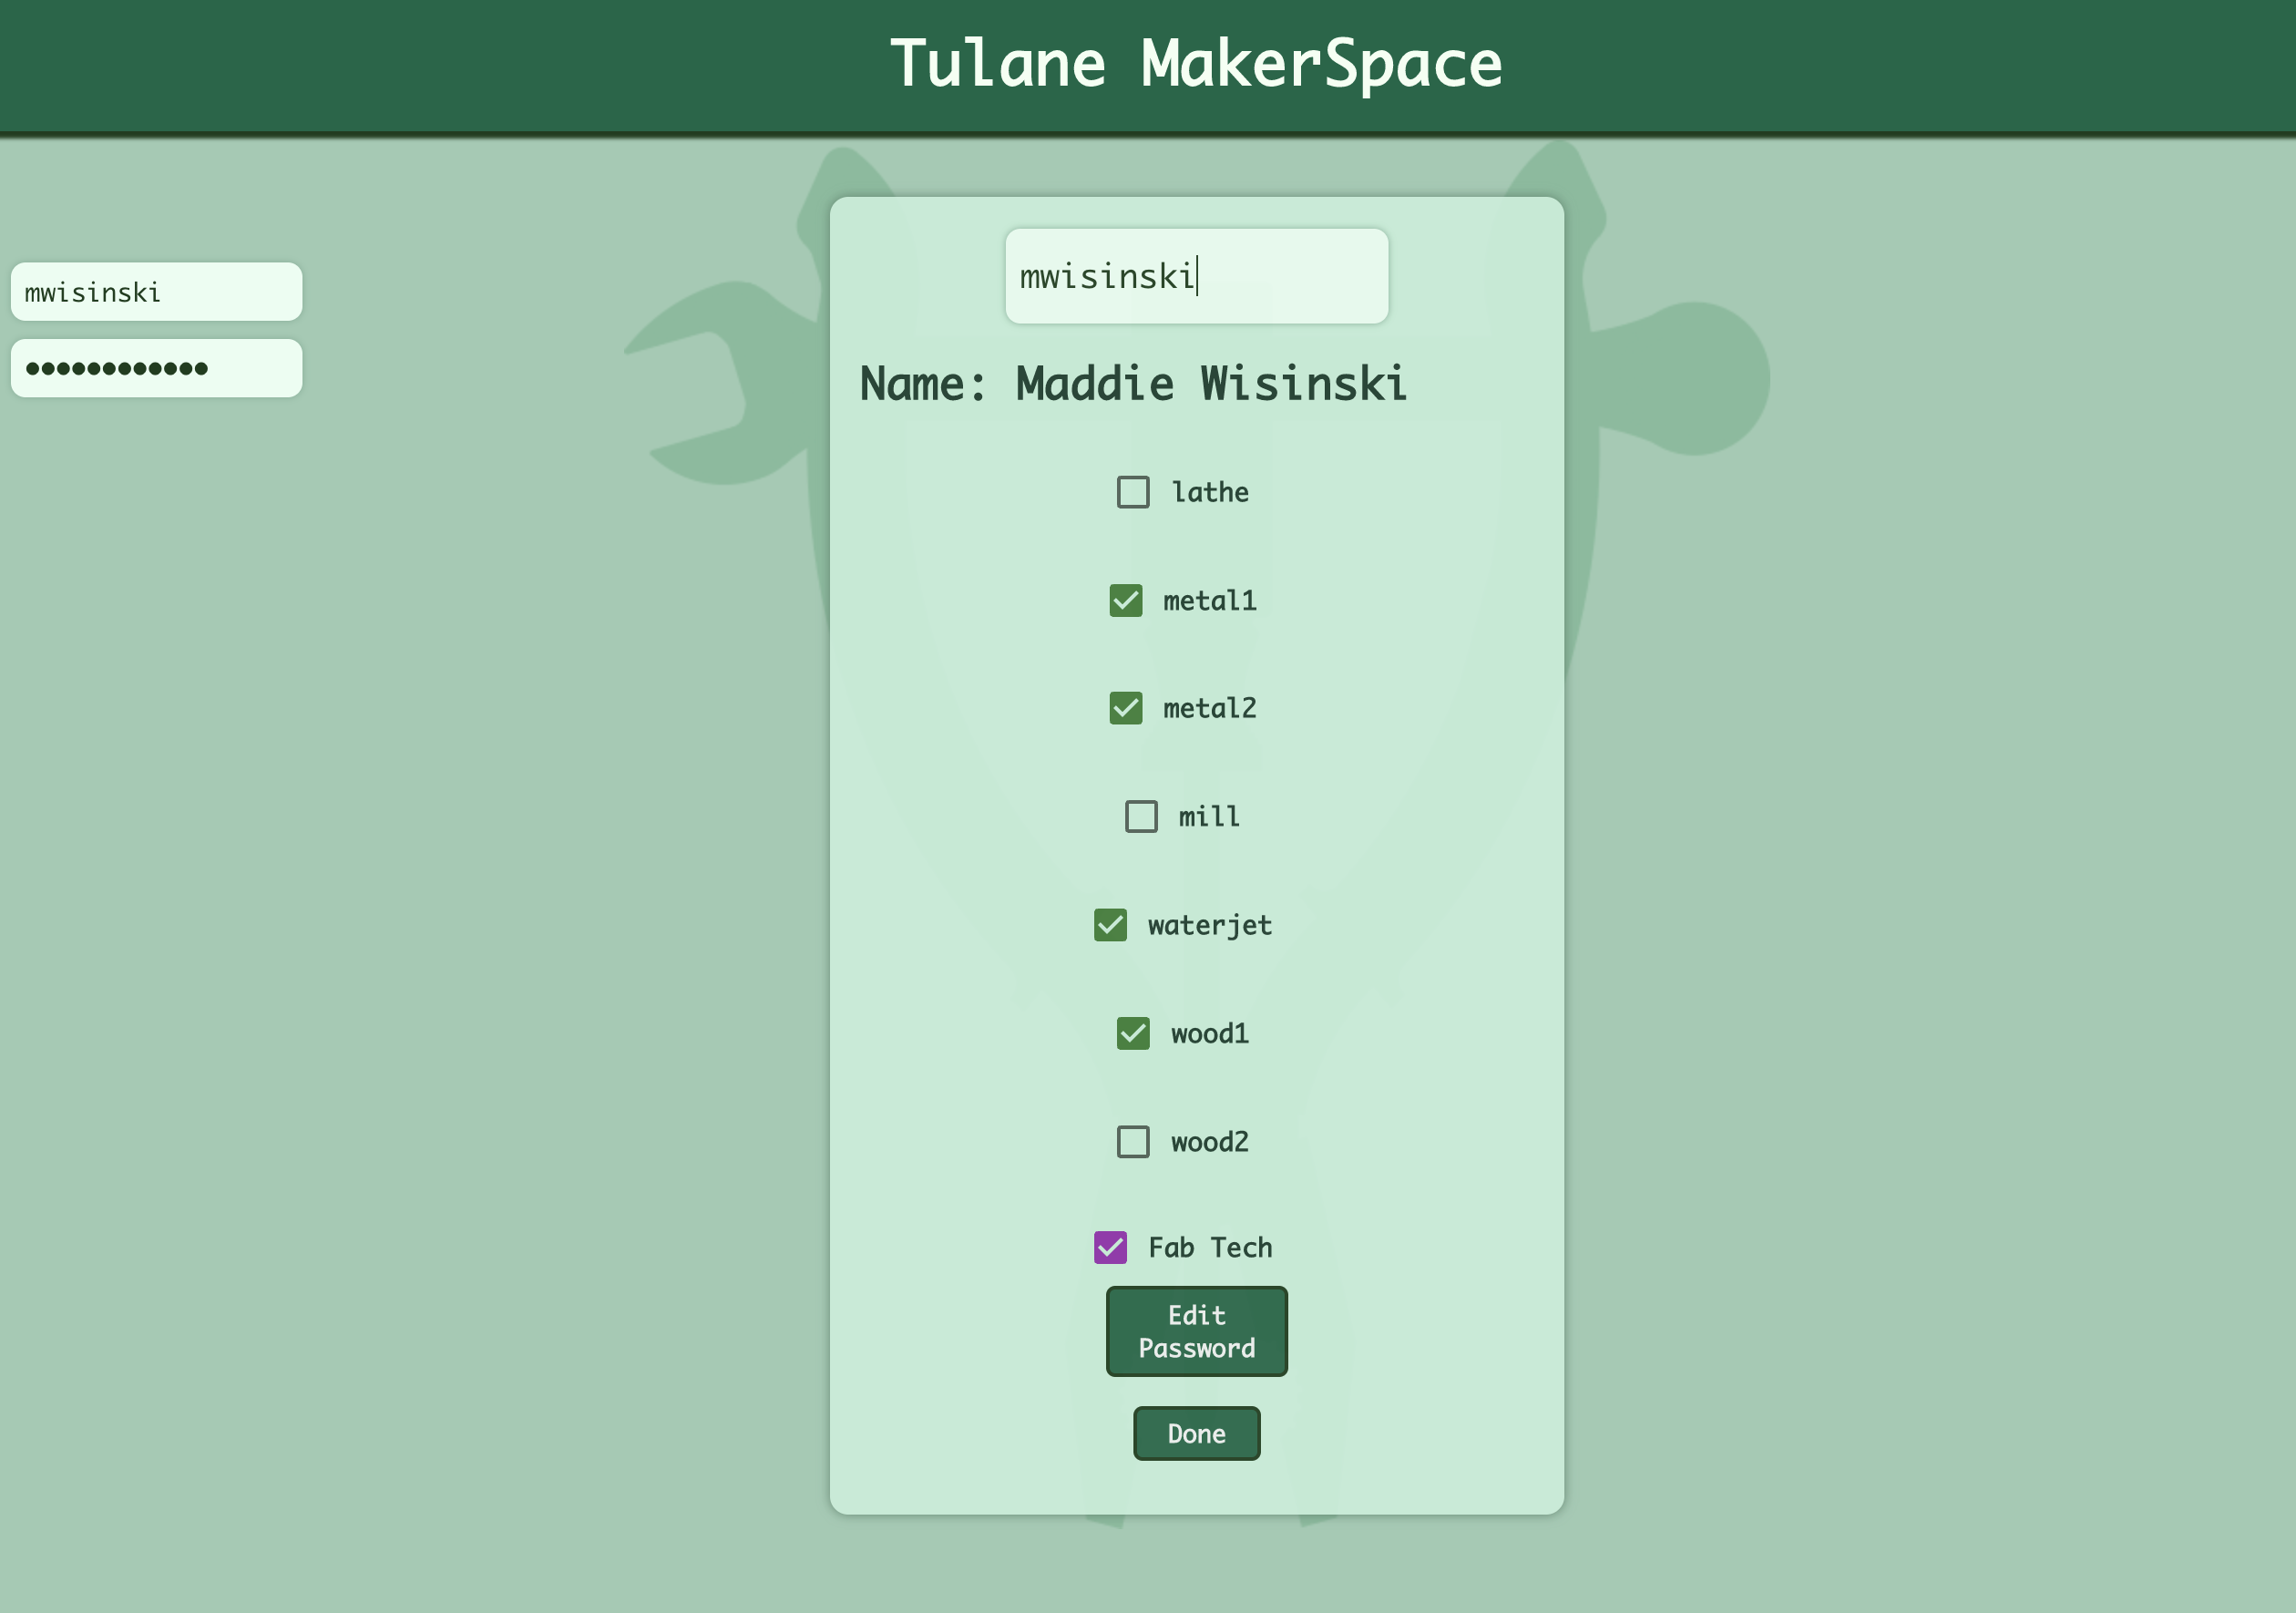 Tulane MakerSpace
mwisinski
••••••••••••
mwisinski
Name: Maddie Wisinski
lathe
metal1
metal2
mill
waterjet
wood1
wood2
Fab Tech
Edit
Password
Done